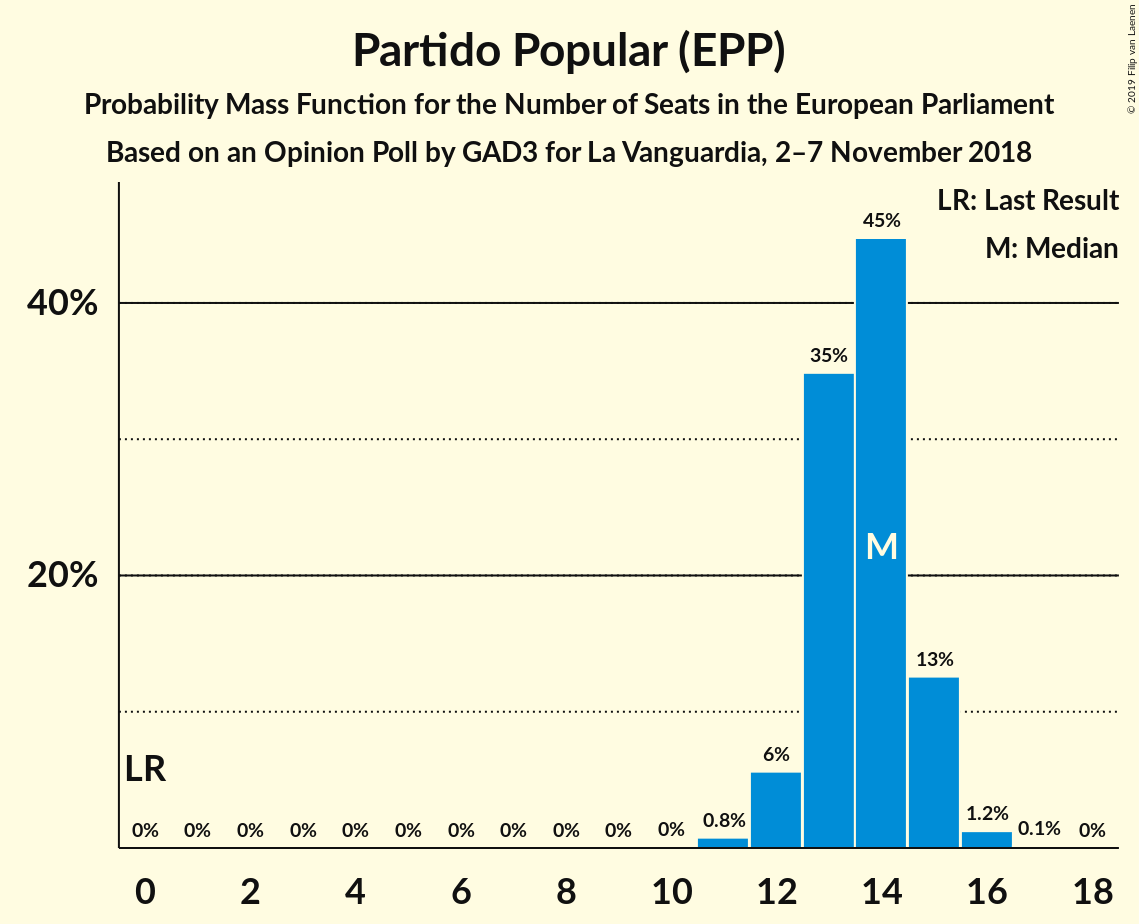 Partido Popular (EPP)
Probability Mass Function for the Number of Seats in the European Parliament
Based on an Opinion Poll by GAD3 for La Vanguardia, 2–7 November 2018
© 2019 Filip van Laenen
LR: Last Result
M: Median
40%
20%
LR
0%
0%
0%
0%
0%
0%
0%
0%
0%
0%
0%
0.8%
6%
35%
45%
M
13%
1.2%
0.1%
0%
0 2 4 6 8 10 12 14 16 18